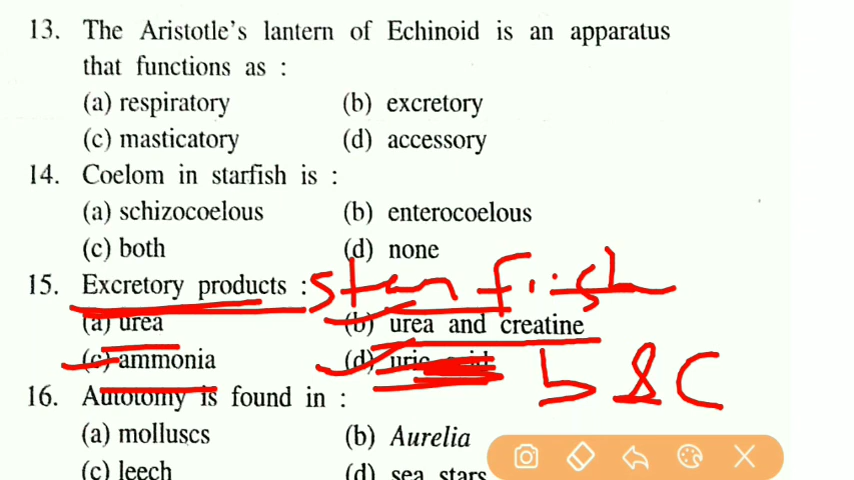 13. The Aristotle's lantern of Echinoid is an apparatus
that functions as :
(a) respiratory (b) excretory
(c) masticatory (d) accessory
14. Coelom in starfish is :
(a) schizocoelous (b) enterocoelous
(c) both (d) none
15. Excretory products : star fish
(a) urea (b) urea and creatine
(c) ammonia (d) uric acid b & C
16. Autotomy is found in :
(a) molluscs (b) Aurelia
(c) leech (d) sea stars